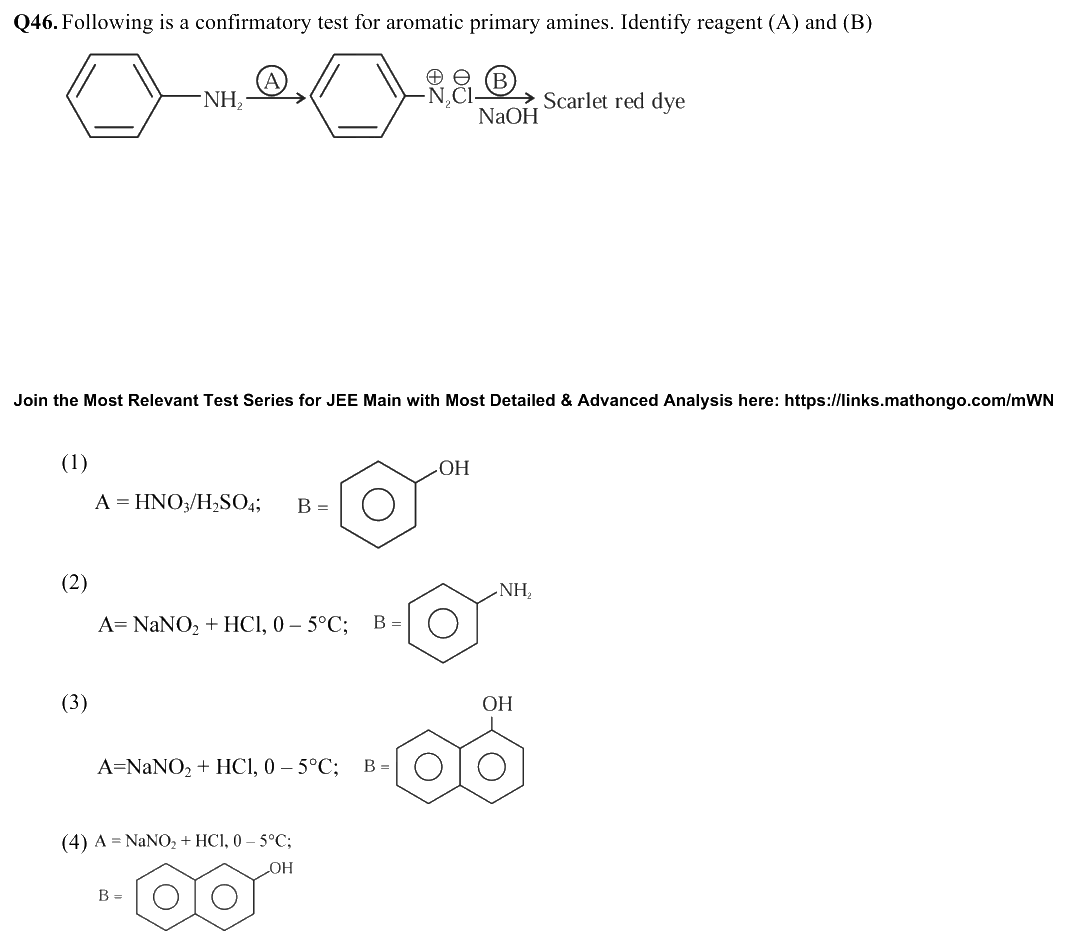 Q46. Following is a confirmatory test for aromatic primary amines. Identify reagent (A) and (B)
NH₂ Ⓐ ⊕ ⊖ N₂Cl Ⓑ NaOH Scarlet red dye
Join the Most Relevant Test Series for JEE Main with Most Detailed & Advanced Analysis here: https://links.mathongo.com/mWN
(1)
OH
A = HNO₃/H₂SO₄; B =
(2)
NH₂
A= NaNO₂ + HCl, 0 – 5°C; B =
(3)
OH
A=NaNO₂ + HCl, 0 – 5°C; B =
(4) A = NaNO₂ + HCl, 0 – 5°C;
OH
B =